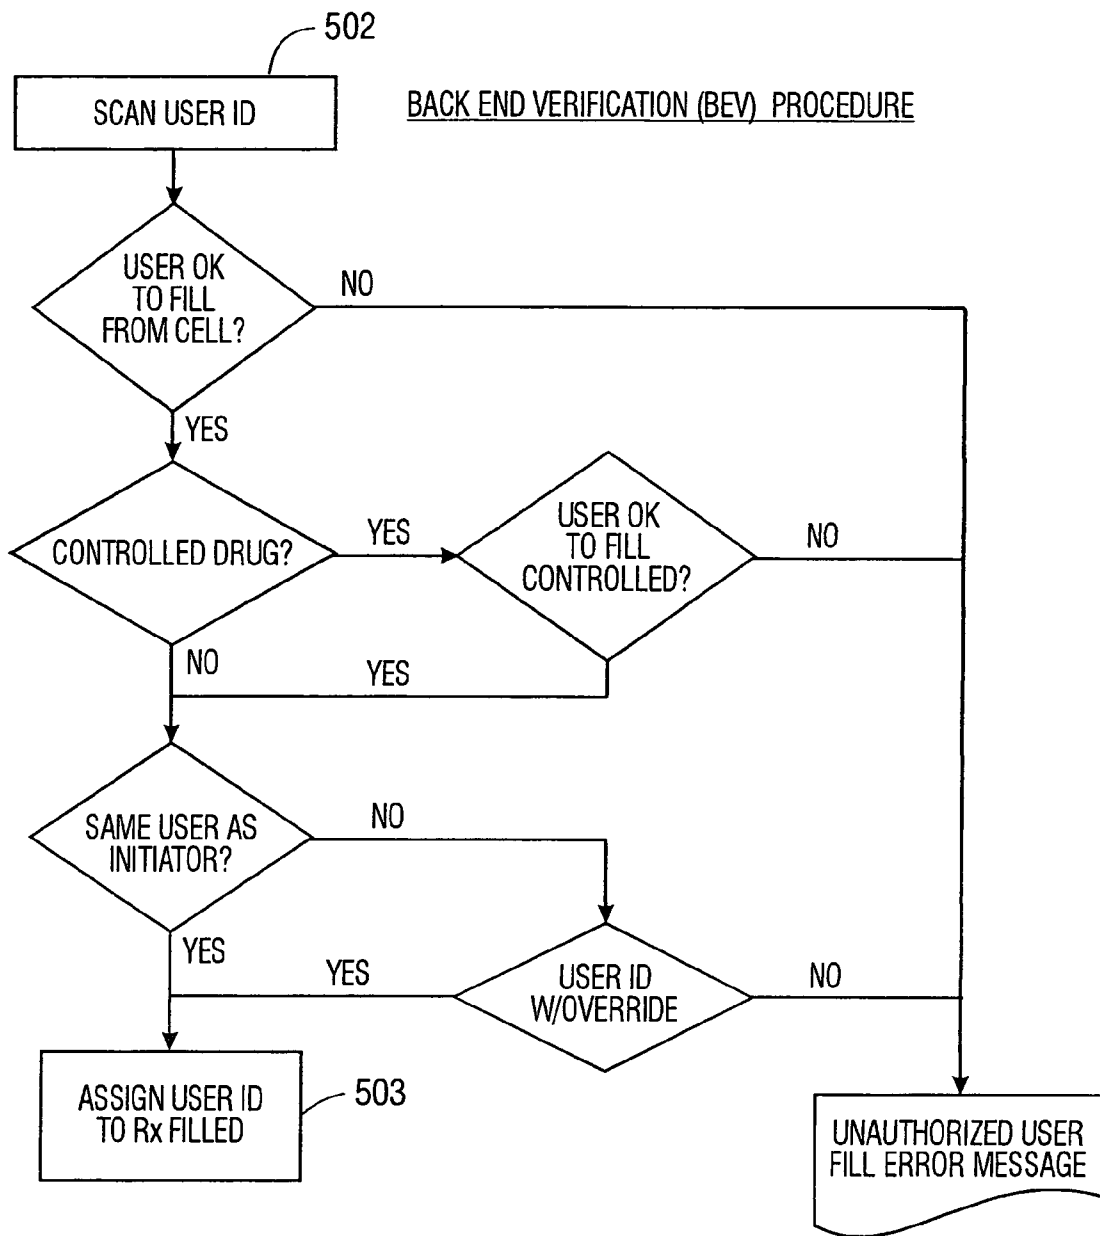 502
SCAN USER ID
BACK END VERIFICATION (BEV) PROCEDURE
USER OK
TO FILL
FROM CELL?
NO
YES
CONTROLLED DRUG?
YES
USER OK
TO FILL
CONTROLLED?
NO
NO
YES
SAME USER AS
INITIATOR?
NO
YES
YES
USER ID
W/OVERRIDE
NO
ASSIGN USER ID
TO Rx FILLED
503
UNAUTHORIZED USER
FILL ERROR MESSAGE